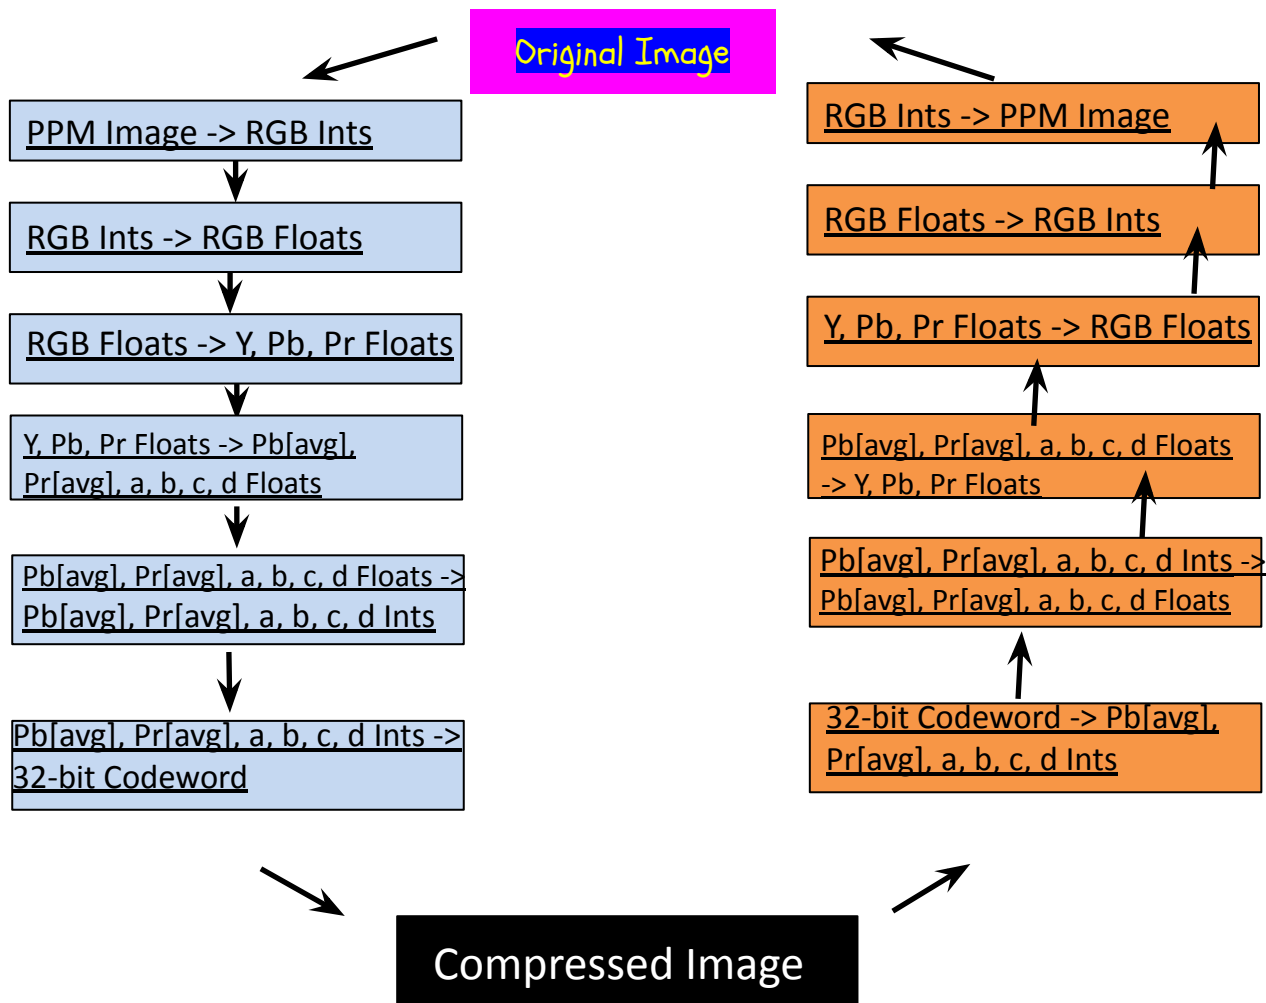 Original Image
PPM Image -> RGB Ints
RGB Ints -> RGB Floats
RGB Floats -> Y, Pb, Pr Floats
Y, Pb, Pr Floats -> Pb[avg],
Pr[avg], a, b, c, d Floats
Pb[avg], Pr[avg], a, b, c, d Floats ->
Pb[avg], Pr[avg], a, b, c, d Ints
Pb[avg], Pr[avg], a, b, c, d Ints ->
32-bit Codeword
RGB Ints -> PPM Image
RGB Floats -> RGB Ints
Y, Pb, Pr Floats -> RGB Floats
Pb[avg], Pr[avg], a, b, c, d Floats
-> Y, Pb, Pr Floats
Pb[avg], Pr[avg], a, b, c, d Ints ->
Pb[avg], Pr[avg], a, b, c, d Floats
32-bit Codeword -> Pb[avg],
Pr[avg], a, b, c, d Ints
Compressed Image